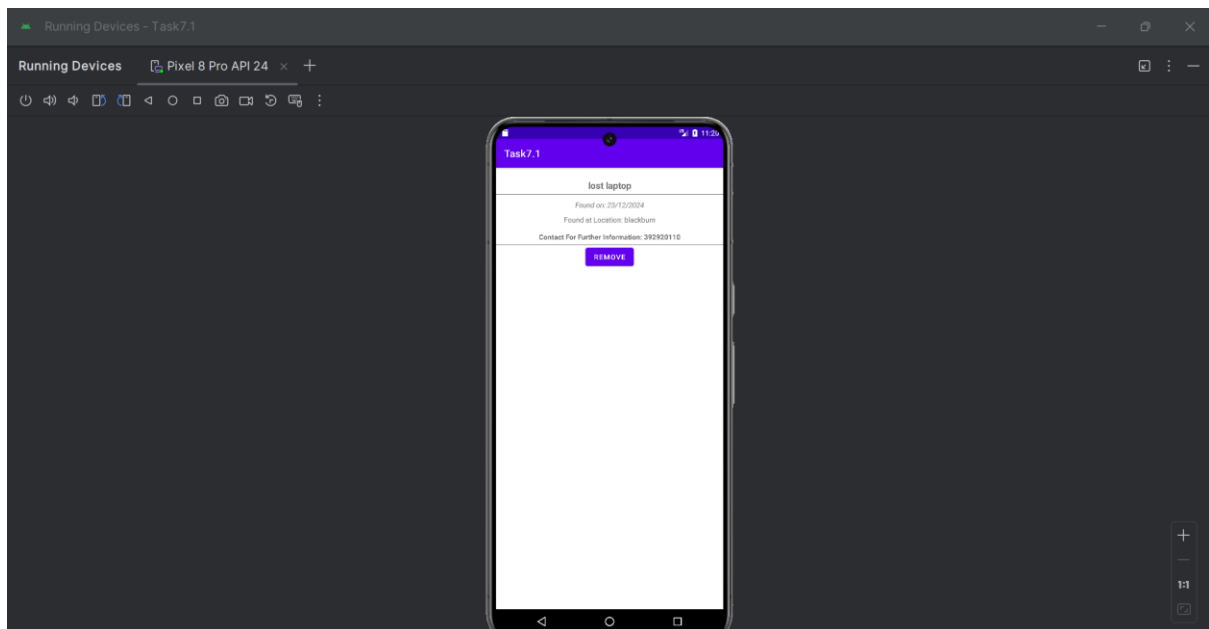 Running Devices - Task7.1
Running Devices Pixel 8 Pro API 24
11:26
Task7.1
lost laptop
Found on: 23/12/2024
Found at Location: blackburn
Contact For Further Information: 392920110
REMOVE
1:1